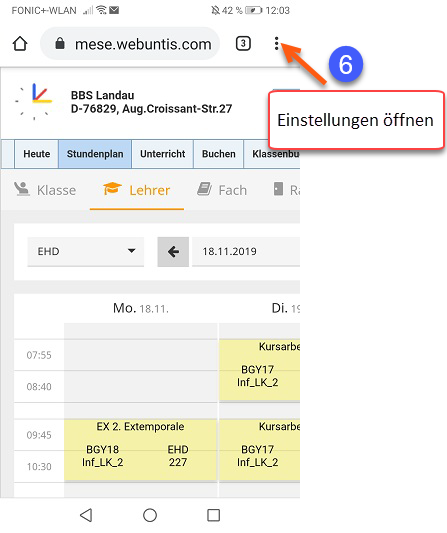 FONIC+-WLAN 42 % 12:03
mese.webuntis.com 3
6
Einstellungen öffnen
BBS Landau
D-76829, Aug.Croissant-Str.27
Heute Stundenplan Unterricht Buchen Klassenbu
Klasse Lehrer Fach Ra
EHD 18.11.2019
Mo. 18.11. Di. 19
07:55
08:40
Kursarbe
BGY17
Inf_LK_2
09:45
10:30
EX 2. Extemporale
BGY18 EHD
Inf_LK_2 227
Kursarbe
BGY17
Inf_LK_2